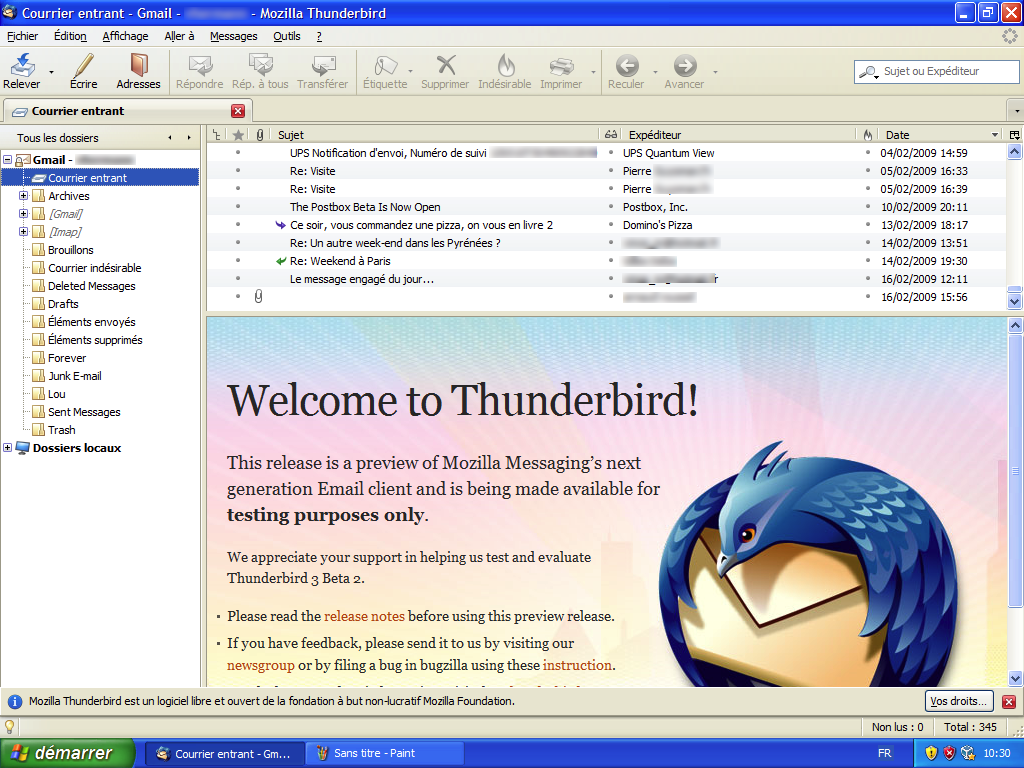 Courrier entrant - Gmail - - Mozilla Thunderbird
Fichier Édition Affichage Aller à Messages Outils ?
Relever Écrire Adresses Répondre Rép. à tous Transférer Étiquette Supprimer Indésirable Imprimer Reculer Avancer
Sujet ou Expéditeur
Courrier entrant
Tous les dossiers
Gmail -
Courrier entrant
Archives
[Gmail]
[Imap]
Brouillons
Courrier indésirable
Deleted Messages
Drafts
Éléments envoyés
Éléments supprimés
Forever
Junk E-mail
Lou
Sent Messages
Trash
Dossiers locaux
Sujet Expéditeur Date
UPS Notification d'envoi, Numéro de suivi UPS Quantum View 04/02/2009 14:59
Re: Visite Pierre 05/02/2009 16:33
Re: Visite Pierre 05/02/2009 16:39
The Postbox Beta Is Now Open Postbox, Inc. 10/02/2009 20:11
Ce soir, vous commandez une pizza, on vous en livre 2 Domino's Pizza 13/02/2009 18:17
Re: Un autre week-end dans les Pyrénées ? 14/02/2009 13:51
Re: Weekend à Paris 14/02/2009 19:30
Le message engagé du jour... 16/02/2009 12:11
16/02/2009 15:56
Welcome to Thunderbird!
This release is a preview of Mozilla Messaging's next
generation Email client and is being made available for
testing purposes only.
We appreciate your support in helping us test and evaluate
Thunderbird 3 Beta 2.
Please read the release notes before using this preview release.
If you have feedback, please send it to us by visiting our
newsgroup or by filing a bug in bugzilla using these instruction.
Mozilla Thunderbird est un logiciel libre et ouvert de la fondation à but non-lucratif Mozilla Foundation.
Vos droits...
Non lus : 0 Total : 345
démarrer Courrier entrant - Gm... Sans titre - Paint FR 10:30